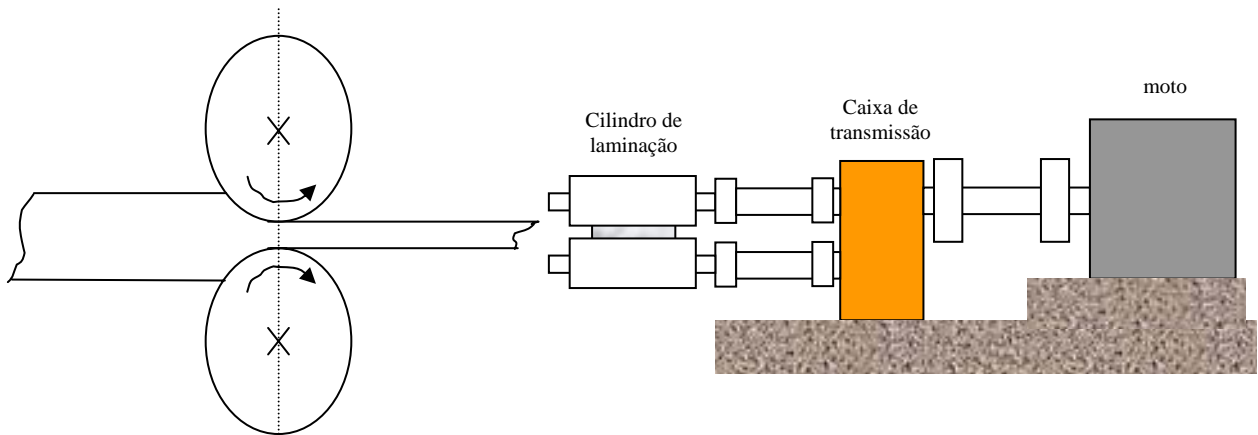 Cilindro de
laminação
Caixa de
transmissão
moto